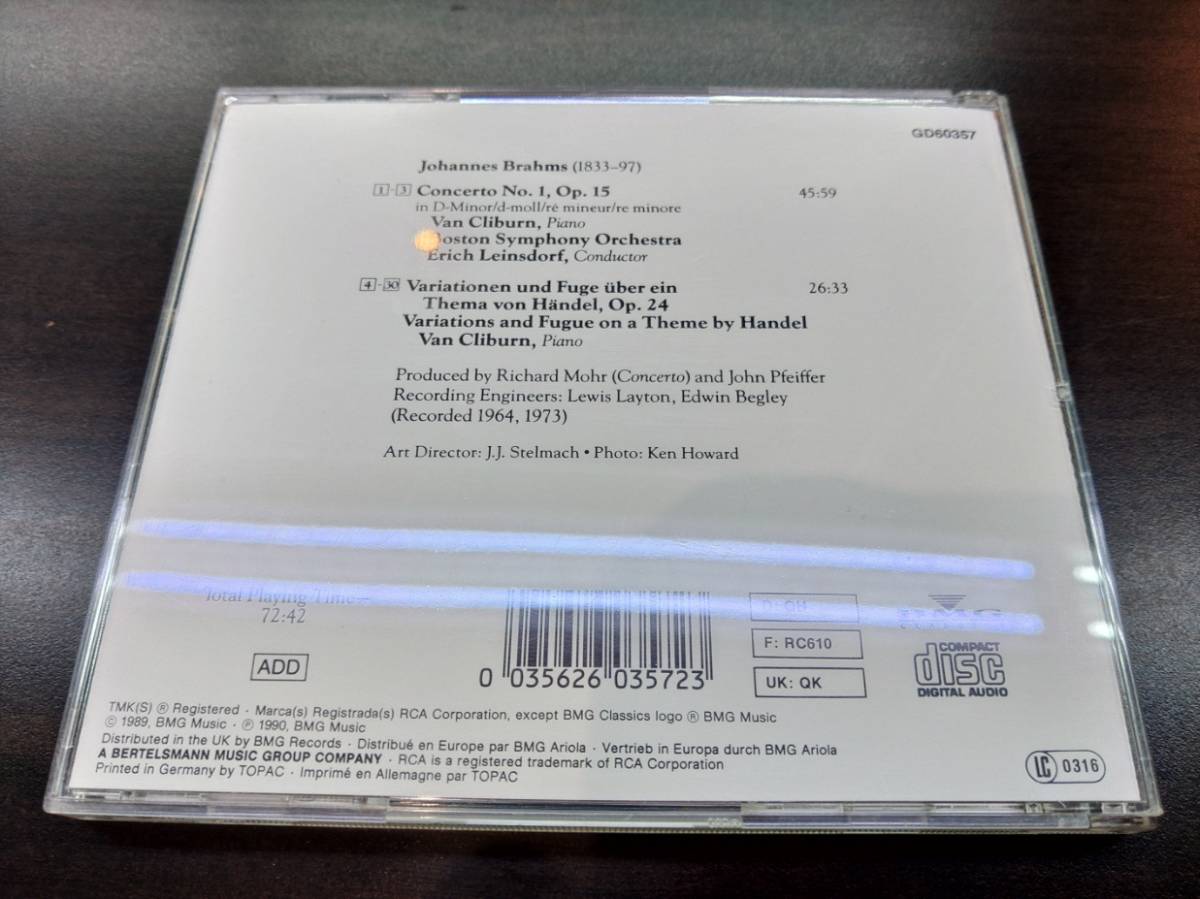 GD60357
Johannes Brahms (1833–97)
1-3 Concerto No. 1, Op. 15 45:59
in D-Minor/d-moll/ré mineur/re minore
Van Cliburn, Piano
Boston Symphony Orchestra
Erich Leinsdorf, Conductor
4-30 Variationen und Fuge über ein 26:33
Thema von Händel, Op. 24
Variations and Fugue on a Theme by Handel
Van Cliburn, Piano
Produced by Richard Mohr (Concerto) and John Pfeiffer
Recording Engineers: Lewis Layton, Edwin Begley
(Recorded 1964, 1973)
Art Director: J.J. Stelmach • Photo: Ken Howard
Total Playing Time
72:42
ADD
0 035626 035723
F: RC610
UK: QK
BMG
COMPACT
disc
DIGITAL AUDIO
TMK(S) ® Registered · Marca(s) Registrada(s) RCA Corporation, except BMG Classics logo ® BMG Music
© 1989, BMG Music · ℗ 1990, BMG Music
Distributed in the UK by BMG Records · Distribué en Europe par BMG Ariola · Vertrieb in Europa durch BMG Ariola
A BERTELSMANN MUSIC GROUP COMPANY · RCA is a registered trademark of RCA Corporation
Printed in Germany by TOPAC · Imprimé en Allemagne par TOPAC
LC 0316